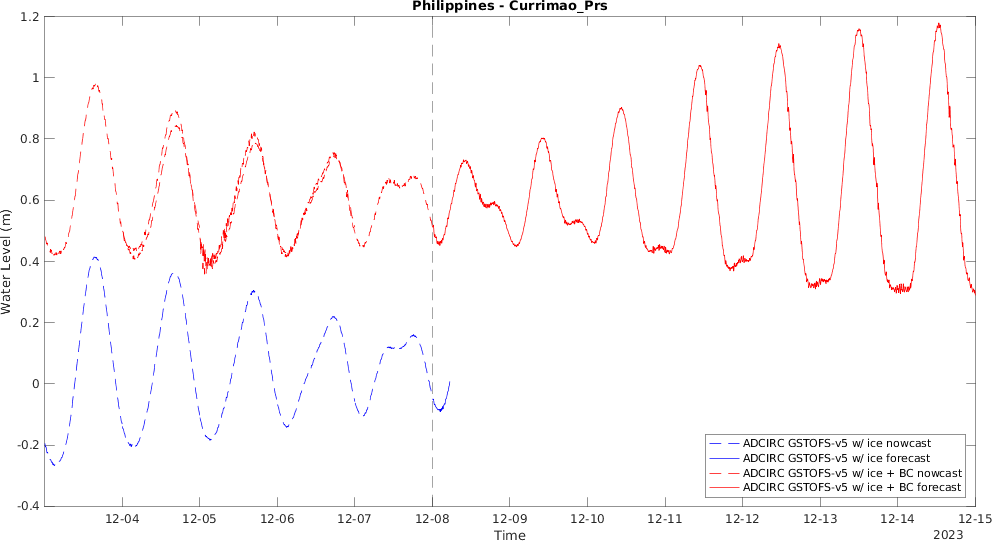 Philippines - Currimao_Prs
Water Level (m)
1.2
1
0.8
0.6
0.4
0.2
0
-0.2
-0.4
ADCIRC GSTOFS-v5 w/ ice nowcast
ADCIRC GSTOFS-v5 w/ ice forecast
ADCIRC GSTOFS-v5 w/ ice + BC nowcast
ADCIRC GSTOFS-v5 w/ ice + BC forecast
12-04 12-05 12-06 12-07 12-08 12-09 12-10 12-11 12-12 12-13 12-14 12-15
Time
2023